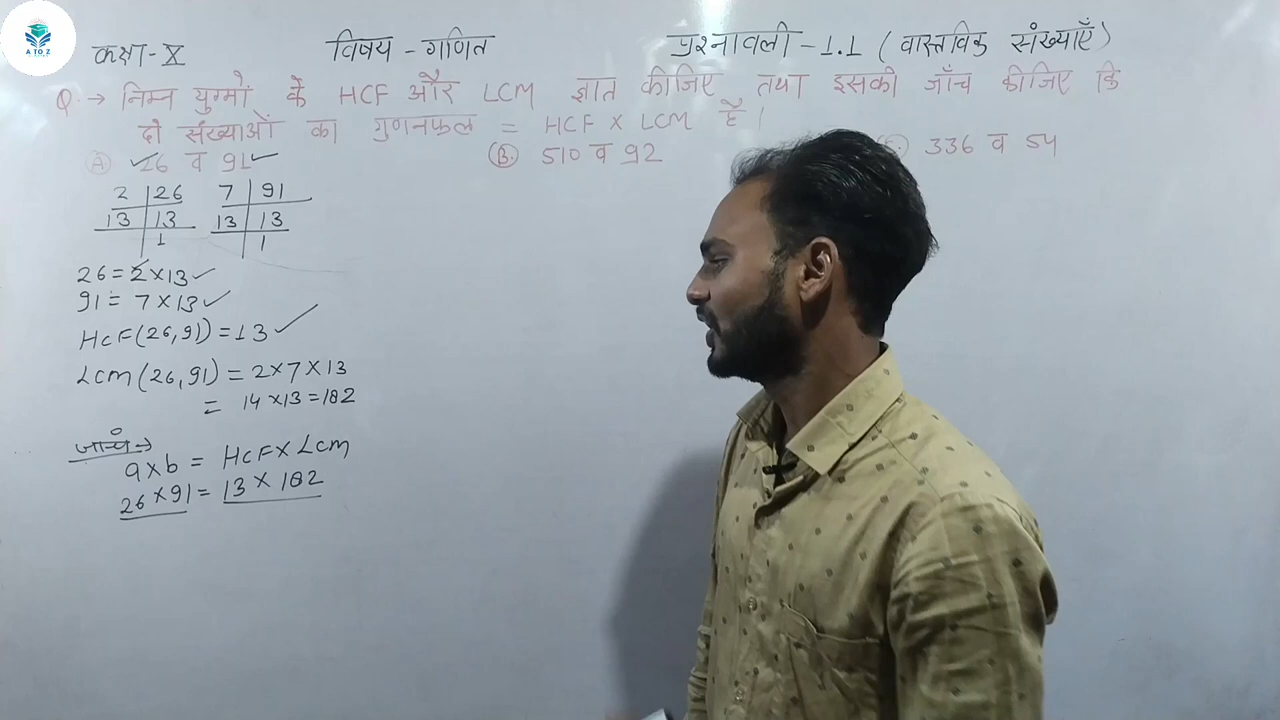 A TO Z
कक्षा-X विषय - गणित प्रश्नावली - 1.1 (वास्तविक संख्याएँ)
Q.→ निम्न युग्मों के HCF और LCM ज्ञात कीजिए तथा इसकी जाँच कीजिए कि
दो संख्याओं का गुणनफल = HCF X LCM है।
(A) 26 व 91 (B.) 510 व 92 336 व 54
2 | 26 7 | 91
13 | 13 13 | 13
1 1
26 = 2 X 13 ✓
91 = 7 X 13 ✓
HCF(26,91) = 13 ✓
LCM(26,91) = 2 X 7 X 13
= 14 X 13 = 182
जाचं →
a x b = HCF X LCM
26 X 91 = 13 X 182